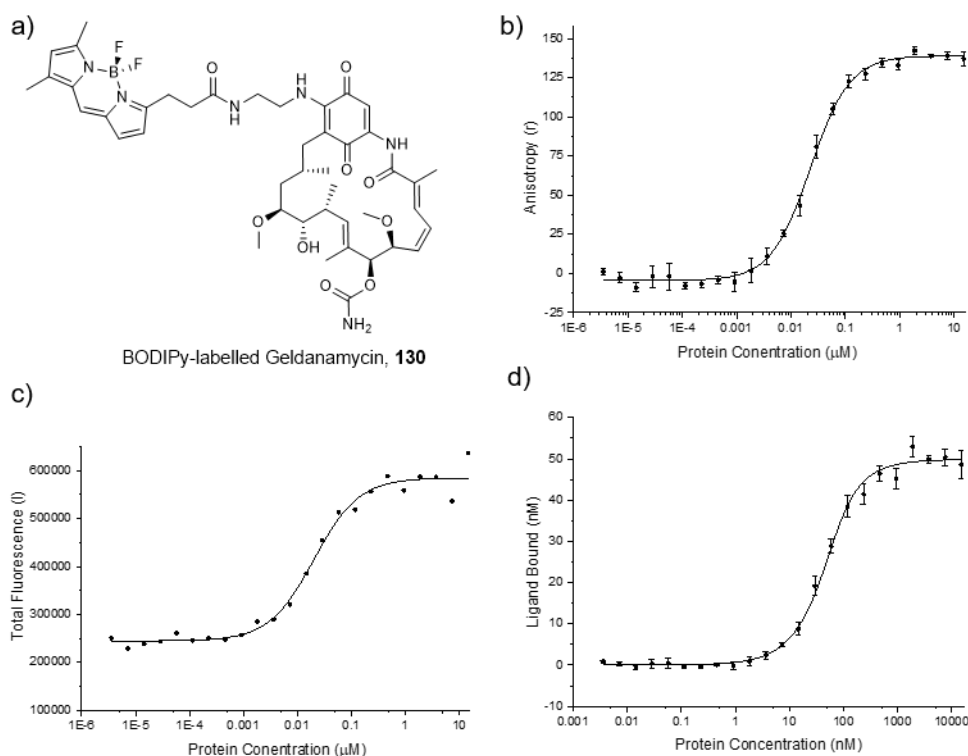 a)
F
F
B
N
N
O
N
H
H
N
O
O
NH
O
O
O
OH
O
O
NH₂
BODIPy-labelled Geldanamycin, 130
b)
150
125
100
75
50
25
0
-25
Anisotropy (r)
1E-6
1E-5
1E-4
0.001
0.01
0.1
1
10
Protein Conentration (μM)
c)
600000
500000
400000
300000
200000
100000
Total Fluorescence (I)
1E-6
1E-5
1E-4
0.001
0.01
0.1
1
10
Protein Conentration (μM)
d)
60
50
40
30
20
10
0
-10
Ligand Bound (nM)
0.001
0.01
0.1
1
10
100
1000
10000
Protein Concentration (nM)